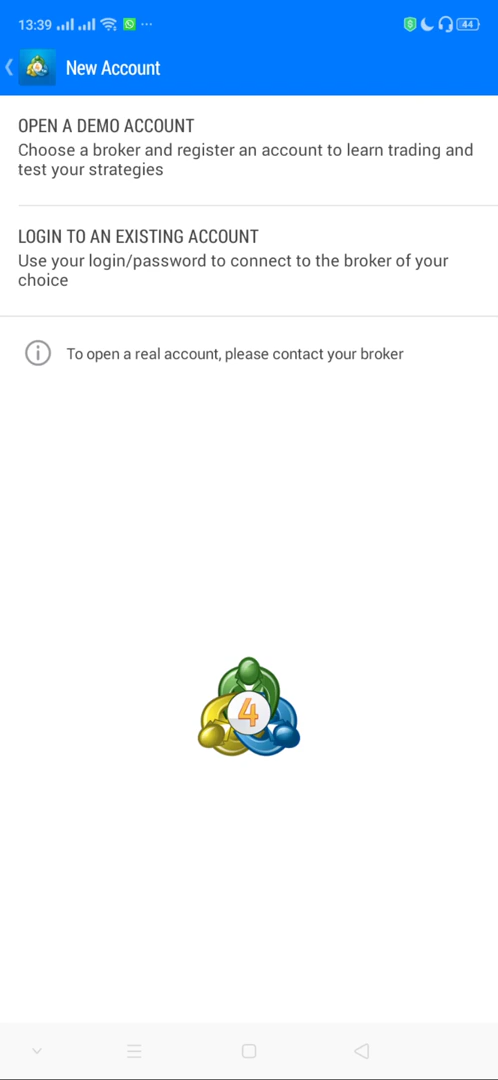 13:39
44
New Account
OPEN A DEMO ACCOUNT
Choose a broker and register an account to learn trading and
test your strategies
LOGIN TO AN EXISTING ACCOUNT
Use your login/password to connect to the broker of your
choice
To open a real account, please contact your broker
4